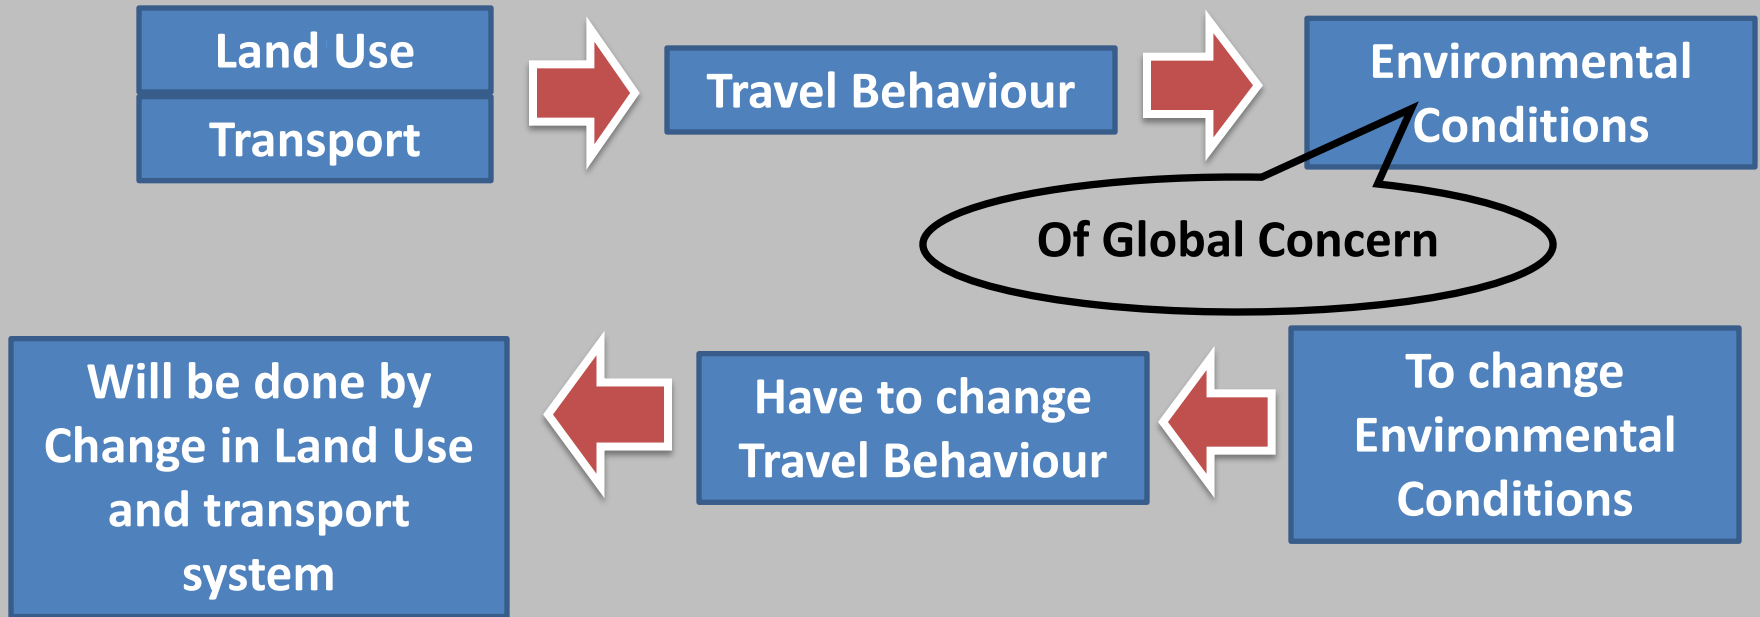 Land Use
Transport
Travel Behaviour
Environmental
Conditions
Of Global Concern
Will be done by
Change in Land Use
and transport
system
Have to change
Travel Behaviour
To change
Environmental
Conditions